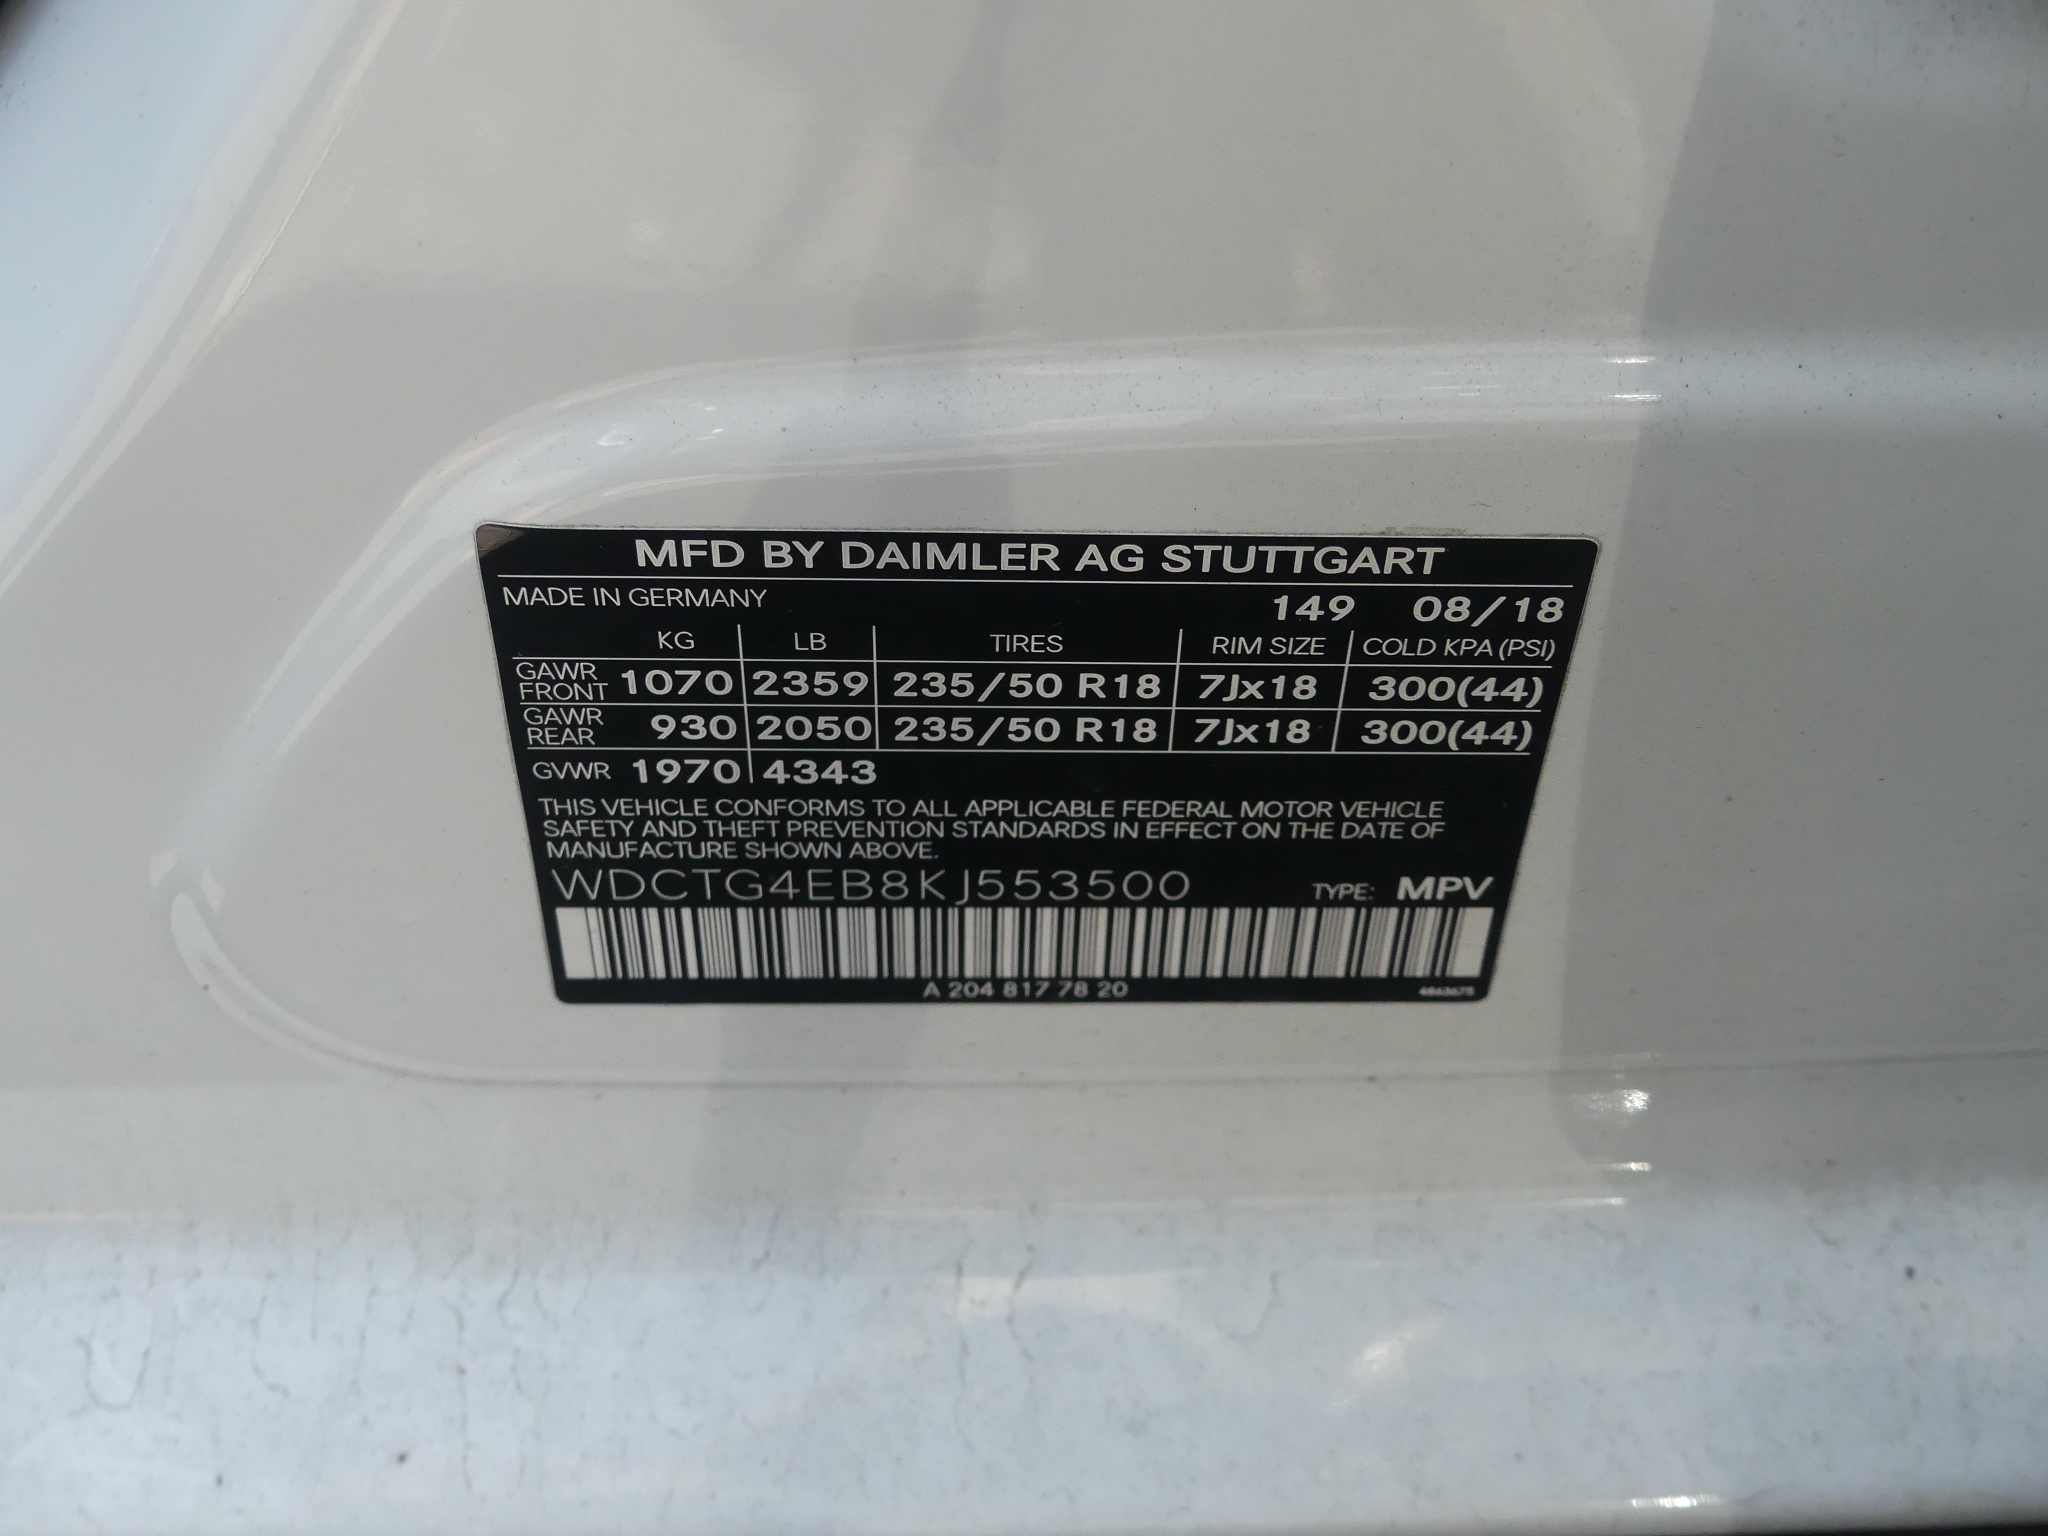 MFD BY DAIMLER AG STUTTGART
MADE IN GERMANY 149 08/18
KG LB TIRES RIM SIZE COLD KPA (PSI)
GAWR FRONT 1070 2359 235/50 R18 7Jx18 300(44)
GAWR REAR 930 2050 235/50 R18 7Jx18 300(44)
GVWR 1970 4343
THIS VEHICLE CONFORMS TO ALL APPLICABLE FEDERAL MOTOR VEHICLE
SAFETY AND THEFT PREVENTION STANDARDS IN EFFECT ON THE DATE OF
MANUFACTURE SHOWN ABOVE.
WDCTG4EB8KJ553500 TYPE: MPV
A 204 817 78 20